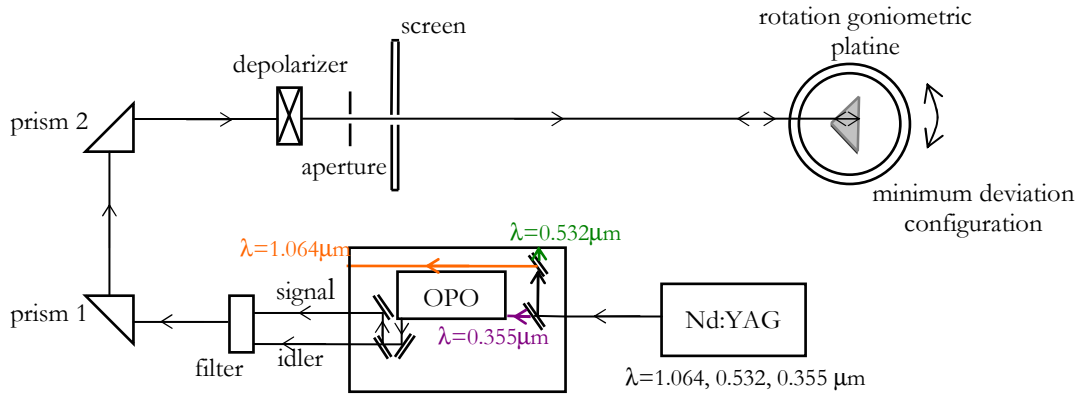 screen
rotation goniometric
platine
depolarizer
prism 2
aperture
minimum deviation
configuration
λ=0.532µm
λ=1.064µm
signal
OPO
prism 1
Nd:YAG
λ=0.355µm
idler
filter
λ=1.064, 0.532, 0.355 µm